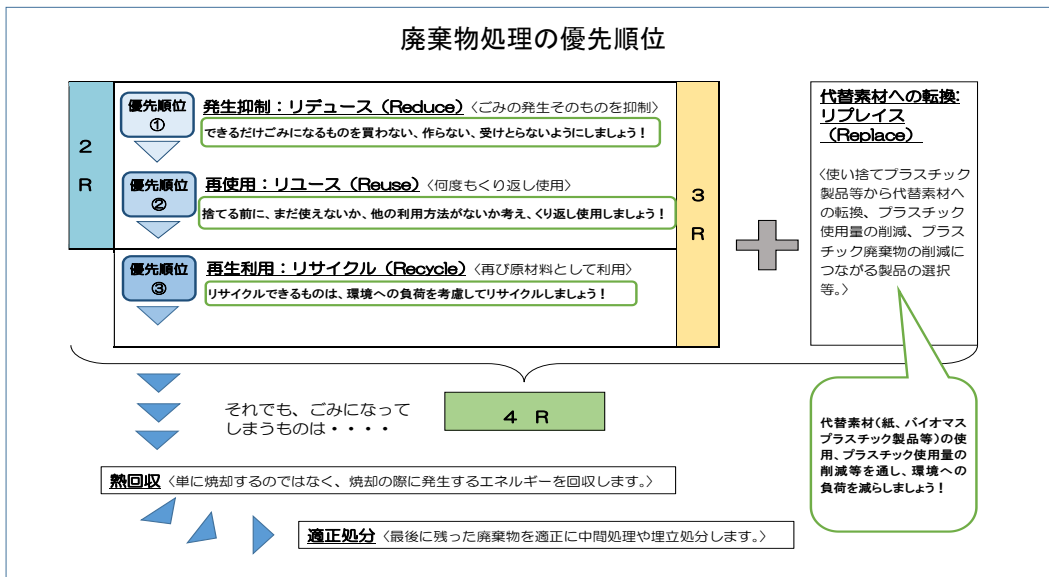 廃棄物処理の優先順位
2
R
優先順位
①
発生抑制：リデュース（Reduce）〈ごみの発生そのものを抑制〉
できるだけごみになるものを買わない、作らない、受けとらないようにしましょう！
優先順位
②
再使用：リユース（Reuse）〈何度もくり返し使用〉
捨てる前に、まだ使えないか、他の利用方法がないか考え、くり返し使用しましょう！
優先順位
③
再生利用：リサイクル（Recycle）〈再び原材料として利用〉
リサイクルできるものは、環境への負荷を考慮してリサイクルしましょう！
3
R
代替素材への転換:
リプレイス
（Replace）
〈使い捨てプラスチック
製品等から代替素材へ
の転換、プラスチック
使用量の削減、プラス
チック廃棄物の削減に
つながる製品の選択
等。〉
代替素材（紙、バイオマス
プラスチック製品等）の使
用、プラスチック使用量の
削減等を通し、環境への
負荷を減らしましょう！
それでも、ごみになって
しまうものは・・・・
4 R
熱回収〈単に焼却するのではなく、焼却の際に発生するエネルギーを回収します。〉
適正処分〈最後に残った廃棄物を適正に中間処理や埋立処分します。〉